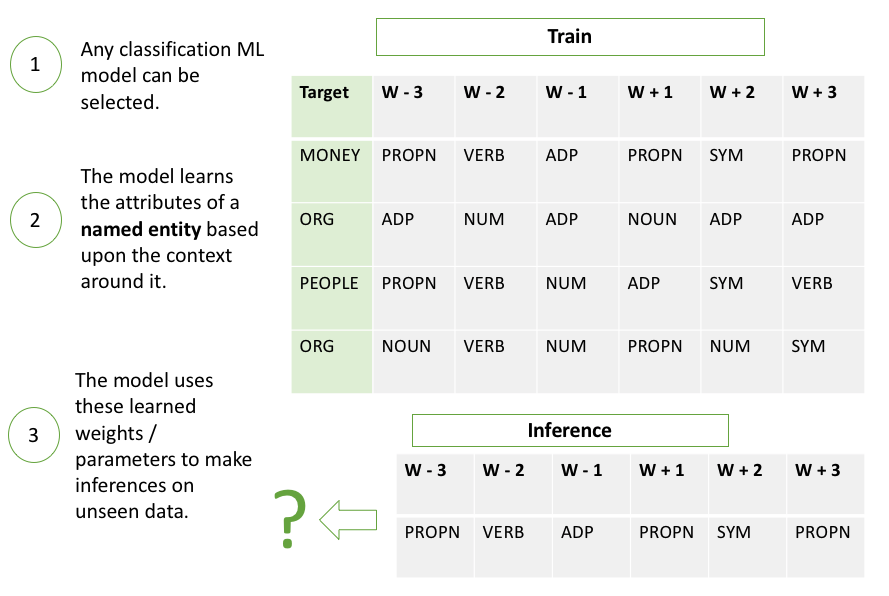 1
Any classification ML
model can be
selected.
2
The model learns
the attributes of a
named entity based
upon the context
around it.
3
The model uses
these learned
weights /
parameters to make
inferences on
unseen data.
Train
Target W - 3 W - 2 W - 1 W + 1 W + 2 W + 3
MONEY PROPN VERB ADP PROPN SYM PROPN
ORG ADP NUM ADP NOUN ADP ADP
PEOPLE PROPN VERB NUM ADP SYM VERB
ORG NOUN VERB NUM PROPN NUM SYM
Inference
W - 3 W - 2 W - 1 W + 1 W + 2 W + 3
PROPN VERB ADP PROPN SYM PROPN
?